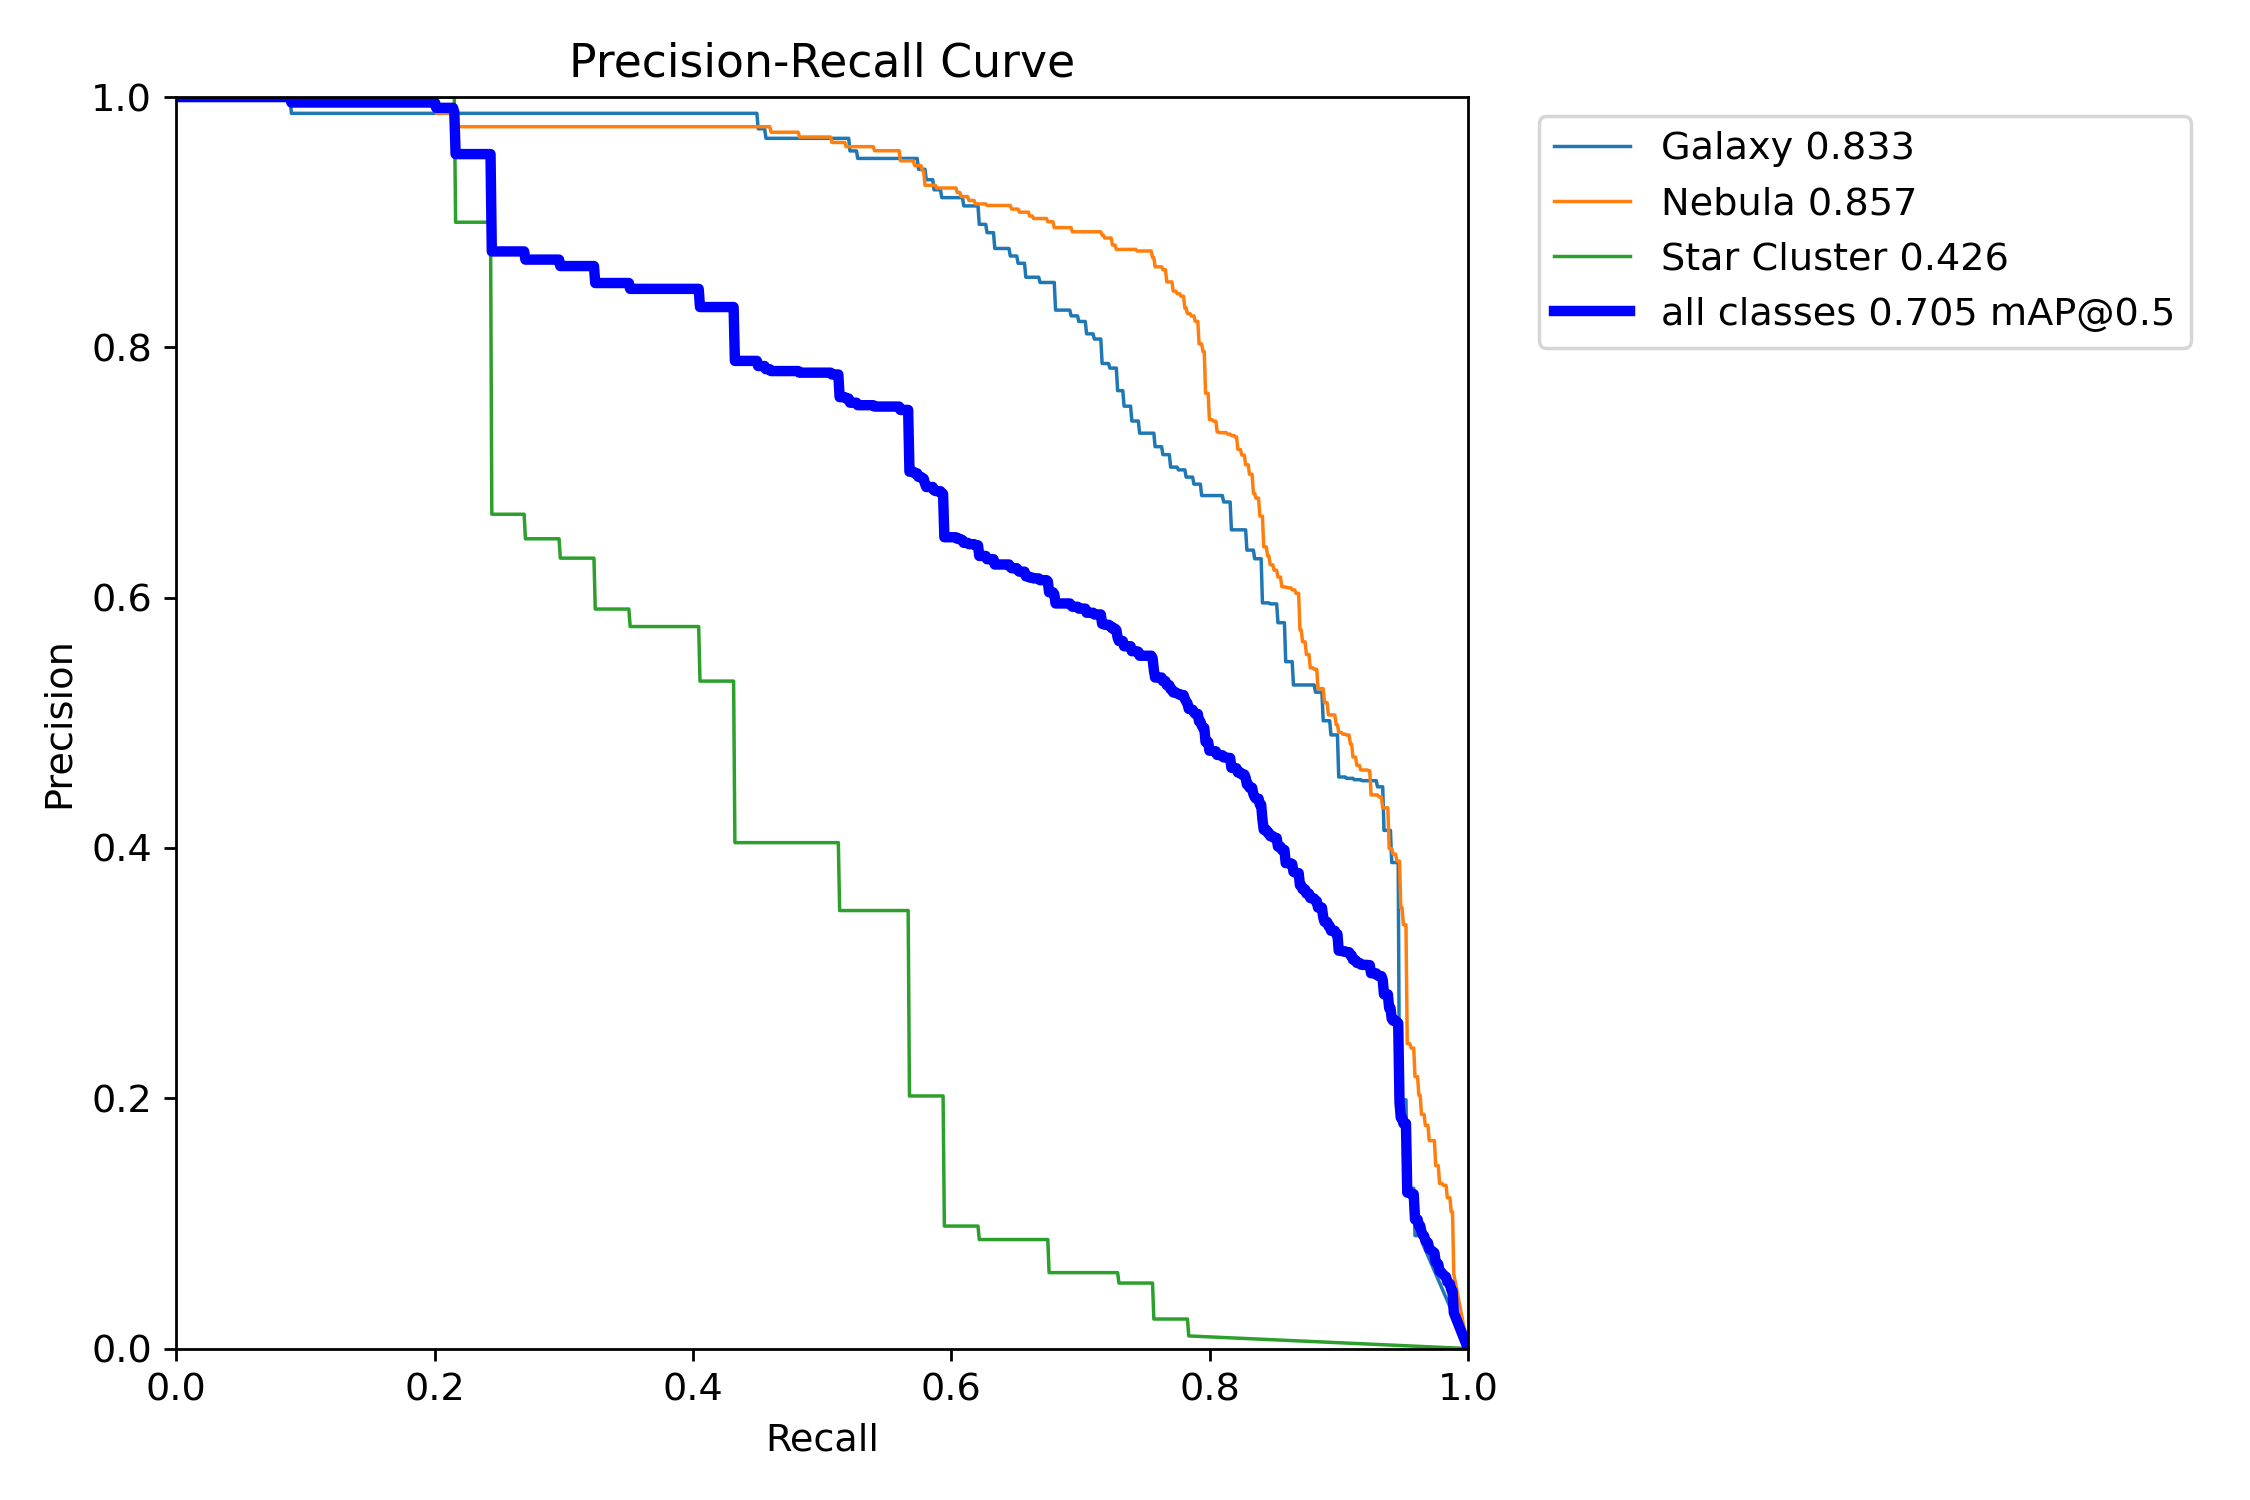 Precision-Recall Curve
1.0
0.8
0.6
0.4
0.2
0.0
Precision
0.0 0.2 0.4 0.6 0.8 1.0
Recall
Galaxy 0.833
Nebula 0.857
Star Cluster 0.426
all classes 0.705 mAP@0.5